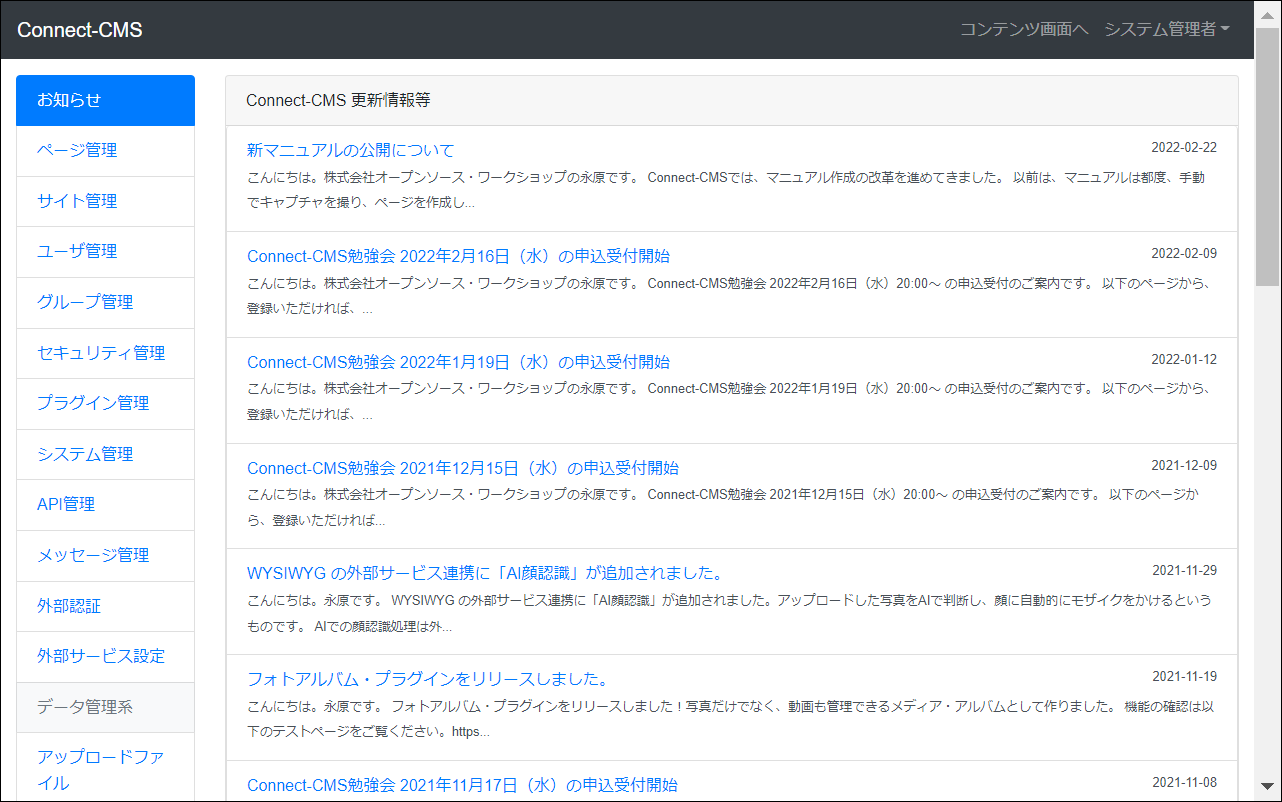 Connect-CMS
コンテンツ画面へ システム管理者
お知らせ
ページ管理
サイト管理
ユーザ管理
グループ管理
セキュリティ管理
プラグイン管理
システム管理
API管理
メッセージ管理
外部認証
外部サービス設定
データ管理系
アップロードファ
イル
Connect-CMS 更新情報等
新マニュアルの公開について 2022-02-22
こんにちは。株式会社オープンソース・ワークショップの永原です。 Connect-CMSでは、マニュアル作成の改革を進めてきました。 以前は、マニュアルは都度、手動
でキャプチャを撮り、ページを作成し...
Connect-CMS勉強会 2022年2月16日（水）の申込受付開始 2022-02-09
こんにちは。株式会社オープンソース・ワークショップの永原です。 Connect-CMS勉強会 2022年2月16日（水）20:00～ の申込受付のご案内です。 以下のページから、
登録いただければ、...
Connect-CMS勉強会 2022年1月19日（水）の申込受付開始 2022-01-12
こんにちは。株式会社オープンソース・ワークショップの永原です。 Connect-CMS勉強会 2022年1月19日（水）20:00～ の申込受付のご案内です。 以下のページから、
登録いただければ、...
Connect-CMS勉強会 2021年12月15日（水）の申込受付開始 2021-12-09
こんにちは。株式会社オープンソース・ワークショップの永原です。 Connect-CMS勉強会 2021年12月15日（水）20:00～ の申込受付のご案内です。 以下のページか
ら、登録いただければ...
WYSIWYG の外部サービス連携に「AI顔認識」が追加されました。 2021-11-29
こんにちは。永原です。 WYSIWYG の外部サービス連携に「AI顔認識」が追加されました。アップロードした写真をAIで判断し、顔に自動的にモザイクをかけるという
ものです。 AIでの顔認識処理は外...
フォトアルバム・プラグインをリリースしました。 2021-11-19
こんにちは。永原です。 フォトアルバム・プラグインをリリースしました！写真だけでなく、動画も管理できるメディア・アルバムとして作りました。 機能の確認は以
下のテストページをご覧ください。https...
Connect-CMS勉強会 2021年11月17日（水）の申込受付開始 2021-11-08